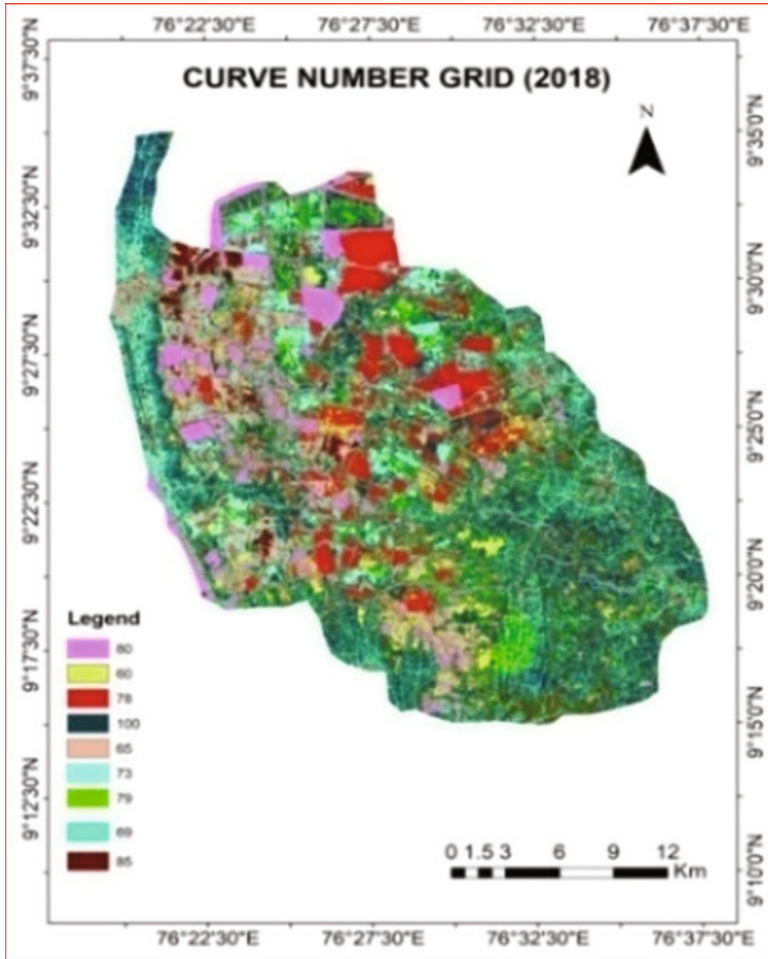 76°22'30"E 76°27'30"E 76°32'30"E 76°37'30"E
CURVE NUMBER GRID (2018)
N
9°37'30"N
9°32'30"N
9°27'30"N
9°22'30"N
9°17'30"N
9°12'30"N
9°35'0"N
9°30'0"N
9°25'0"N
9°20'0"N
9°15'0"N
9°10'0"N
Legend
80
60
78
100
65
73
79
69
85
0 1.5 3 6 9 12
Km
76°22'30"E 76°27'30"E 76°32'30"E 76°37'30"E